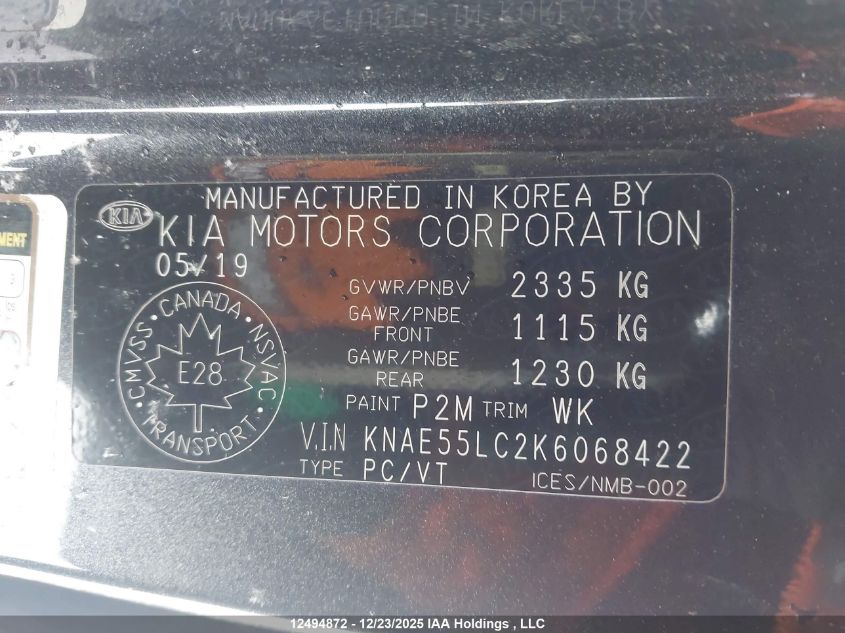 MANUFACTURED IN KOREA BY
KIA
KIA MOTORS CORPORATION
05/19
GVWR/PNBV 2335 KG
GAWR/PNBE FRONT 1115 KG
GAWR/PNBE REAR 1230 KG
CMVSS · CANADA · NSVAC · TRANSPORT ·
E28
PAINT P2M TRIM WK
V.I.N KNAE55LC2K6068422
TYPE PC/VT
ICES/NMB-002
12494872 - 12/23/2025 IAA Holdings , LLC